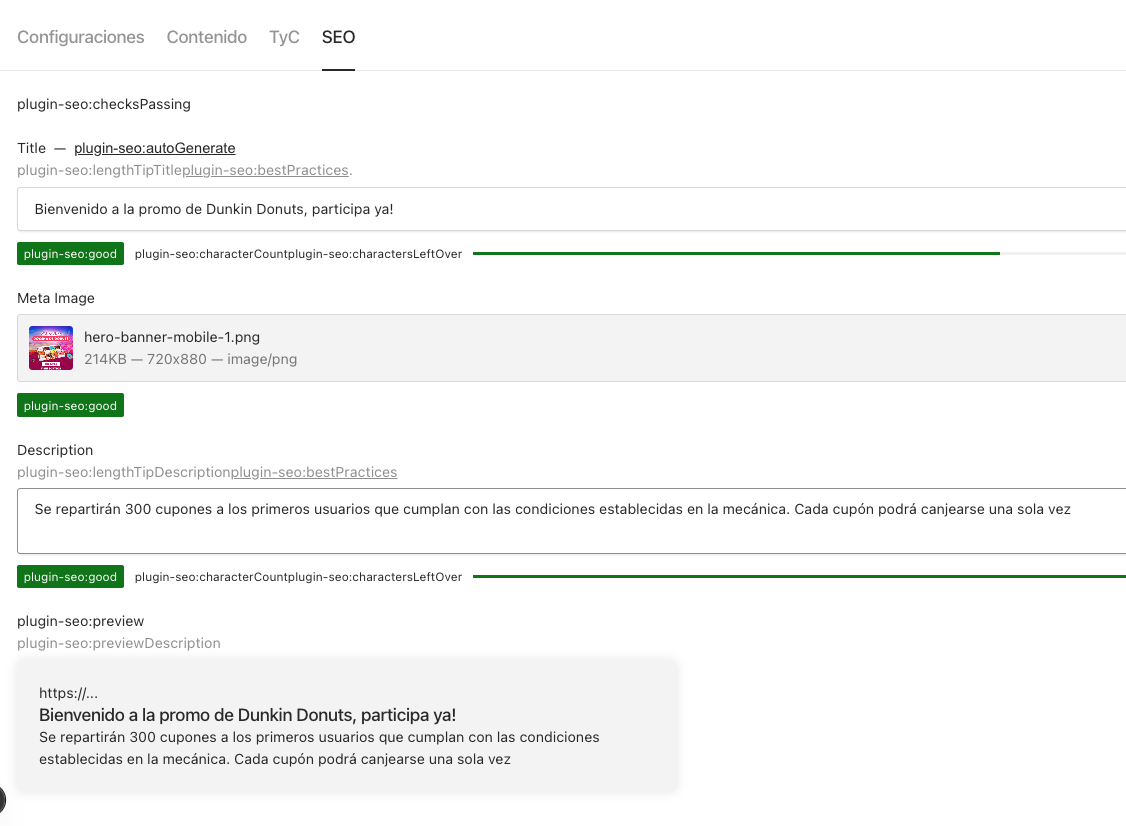 Configuraciones Contenido TyC SEO
plugin-seo:checksPassing
Title — plugin-seo:autoGenerate
plugin-seo:lengthTipTitleplugin-seo:bestPractices.
Bienvenido a la promo de Dunkin Donuts, participa ya!
plugin-seo:good plugin-seo:characterCountplugin-seo:charactersLeftOver
Meta Image
hero-banner-mobile-1.png
214KB — 720x880 — image/png
plugin-seo:good
Description
plugin-seo:lengthTipDescriptionplugin-seo:bestPractices
Se repartirán 300 cupones a los primeros usuarios que cumplan con las condiciones establecidas en la mecánica. Cada cupón podrá canjearse una sola vez
plugin-seo:good plugin-seo:characterCountplugin-seo:charactersLeftOver
plugin-seo:preview
plugin-seo:previewDescription
https://...
Bienvenido a la promo de Dunkin Donuts, participa ya!
Se repartirán 300 cupones a los primeros usuarios que cumplan con las condiciones
establecidas en la mecánica. Cada cupón podrá canjearse una sola vez